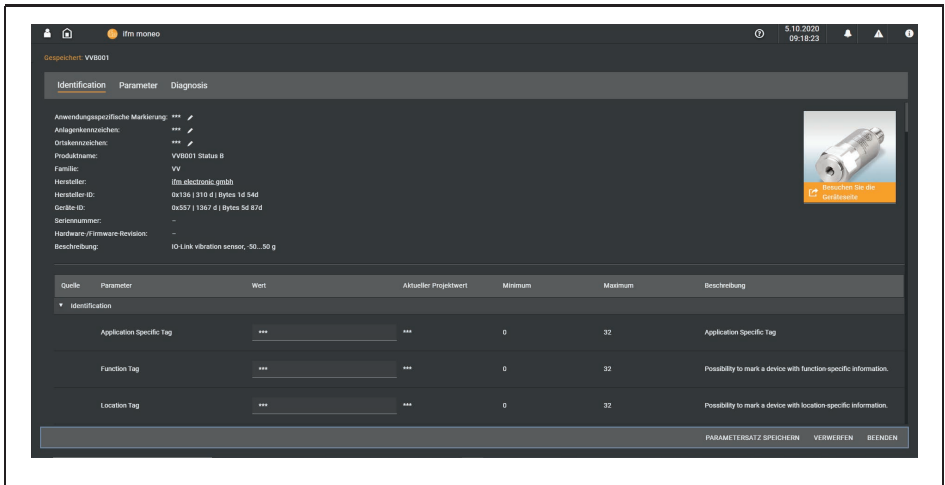 ifm moneo
5.10.2020
09:18:23
Gespeichert: VVB001
Identification Parameter Diagnosis
Anwendungsspezifische Markierung: ***
Anlagenkennzeichen: ***
Ortskennzeichen: ***
Produktname: VVB001 Status B
Familie: VV
Hersteller: ifm electronic gmbh
Hersteller-ID: 0x136 | 310 d | Bytes 1d 54d
Geräte-ID: 0x557 | 1367 d | Bytes 5d 87d
Seriennummer: –
Hardware-/Firmware-Revision: –
Beschreibung: IO-Link vibration sensor, -50...50 g
Besuchen Sie die
Geräteseite
Quelle Parameter Wert Aktueller Projektwert Minimum Maximum Beschreibung
Identification
Application Specific Tag *** *** 0 32 Application Specific Tag
Function Tag *** *** 0 32 Possibility to mark a device with function-specific information.
Location Tag *** *** 0 32 Possibility to mark a device with location-specific information.
PARAMETERSATZ SPEICHERN VERWERFEN BEENDEN